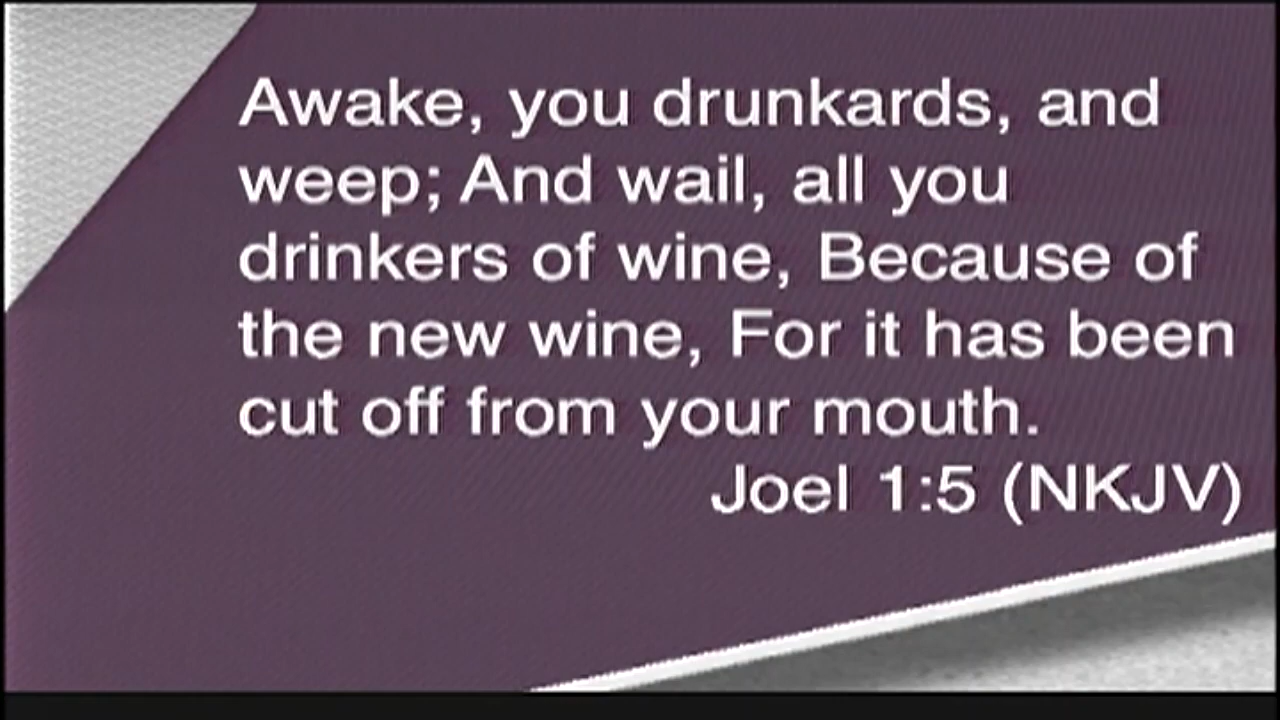 Awake, you drunkards, and
weep; And wail, all you
drinkers of wine, Because of
the new wine, For it has been
cut off from your mouth.
Joel 1:5 (NKJV)